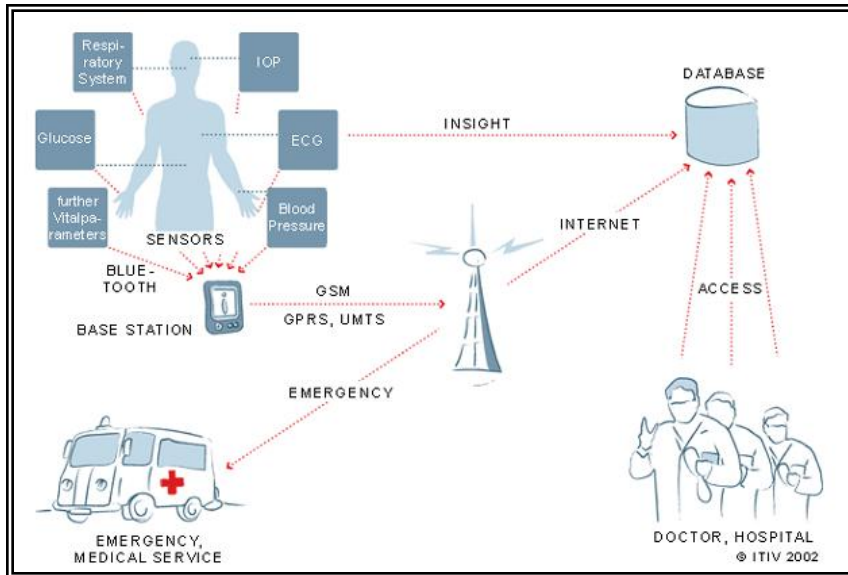 Respi-
ratory
System
IOP
Glucose
ECG
further
Vitalpa-
rameters
Blood
Pressure
SENSORS
BLUE-
TOOTH
BASE STATION
GSM
GPRS, UMTS
INSIGHT
DATABASE
INTERNET
ACCESS
EMERGENCY
EMERGENCY,
MEDICAL SERVICE
DOCTOR, HOSPITAL
© ITIV 2002